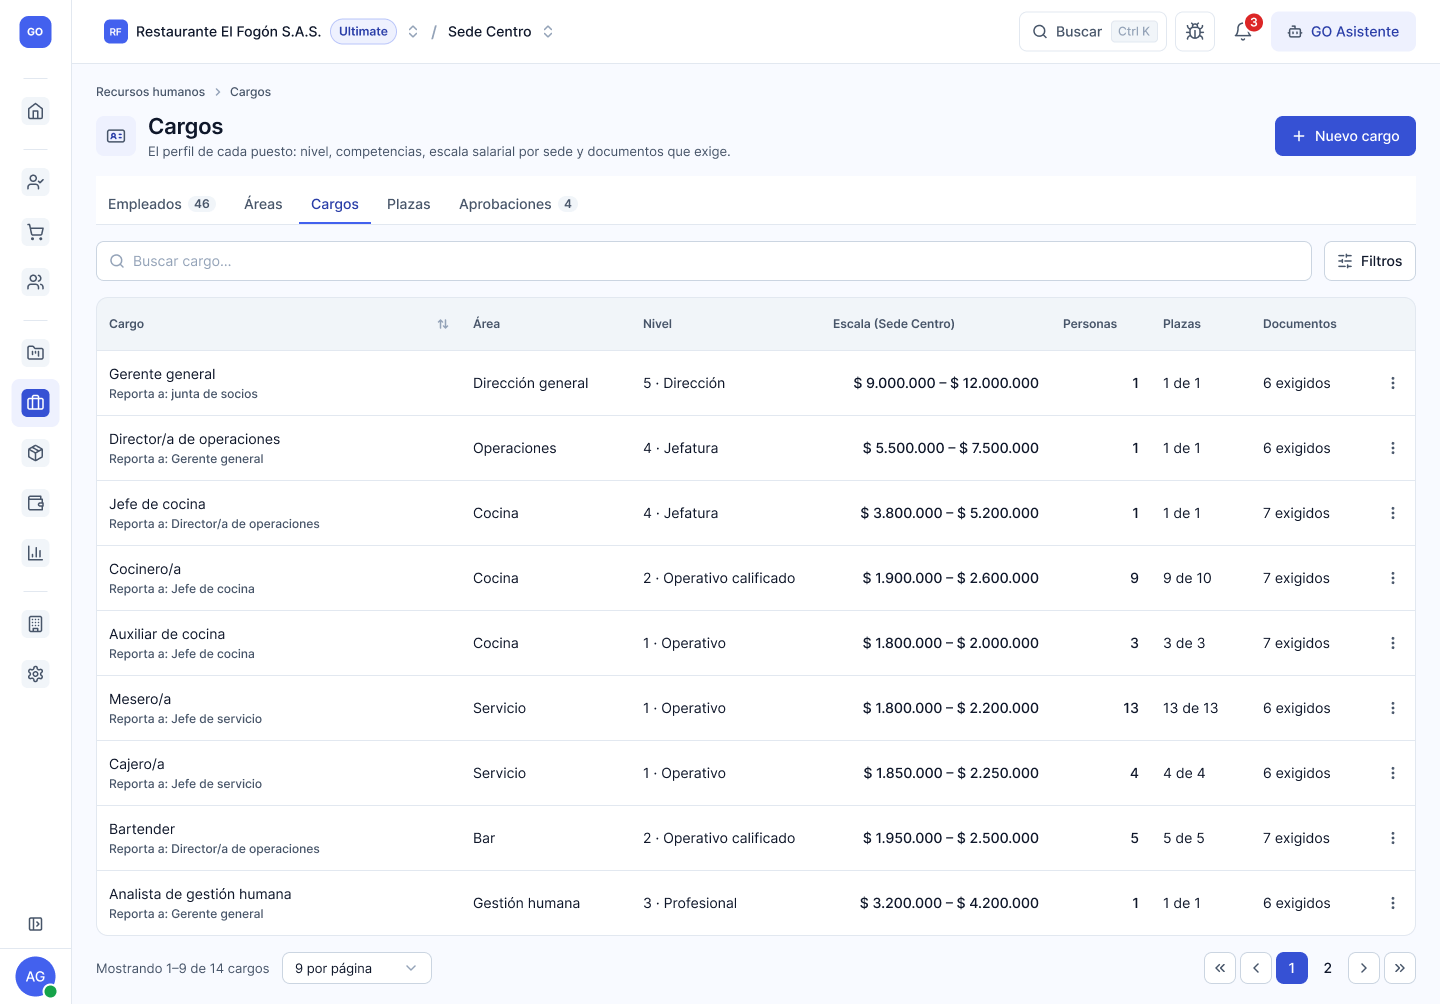 GO
RF Restaurante El Fogón S.A.S. Ultimate / Sede Centro
Buscar Ctrl K
3
GO Asistente
Recursos humanos > Cargos
Cargos
El perfil de cada puesto: nivel, competencias, escala salarial por sede y documentos que exige.
+ Nuevo cargo
Empleados 46 Áreas Cargos Plazas Aprobaciones 4
Buscar cargo...
Filtros
Cargo Área Nivel Escala (Sede Centro) Personas Plazas Documentos
Gerente general
Reporta a: junta de socios
Dirección general 5 · Dirección $ 9.000.000 – $ 12.000.000 1 1 de 1 6 exigidos
Director/a de operaciones
Reporta a: Gerente general
Operaciones 4 · Jefatura $ 5.500.000 – $ 7.500.000 1 1 de 1 6 exigidos
Jefe de cocina
Reporta a: Director/a de operaciones
Cocina 4 · Jefatura $ 3.800.000 – $ 5.200.000 1 1 de 1 7 exigidos
Cocinero/a
Reporta a: Jefe de cocina
Cocina 2 · Operativo calificado $ 1.900.000 – $ 2.600.000 9 9 de 10 7 exigidos
Auxiliar de cocina
Reporta a: Jefe de cocina
Cocina 1 · Operativo $ 1.800.000 – $ 2.000.000 3 3 de 3 7 exigidos
Mesero/a
Reporta a: Jefe de servicio
Servicio 1 · Operativo $ 1.800.000 – $ 2.200.000 13 13 de 13 6 exigidos
Cajero/a
Reporta a: Jefe de servicio
Servicio 1 · Operativo $ 1.850.000 – $ 2.250.000 4 4 de 4 6 exigidos
Bartender
Reporta a: Director/a de operaciones
Bar 2 · Operativo calificado $ 1.950.000 – $ 2.500.000 5 5 de 5 7 exigidos
Analista de gestión humana
Reporta a: Gerente general
Gestión humana 3 · Profesional $ 3.200.000 – $ 4.200.000 1 1 de 1 6 exigidos
Mostrando 1–9 de 14 cargos
9 por página
« ‹ 1 2 › »
AG